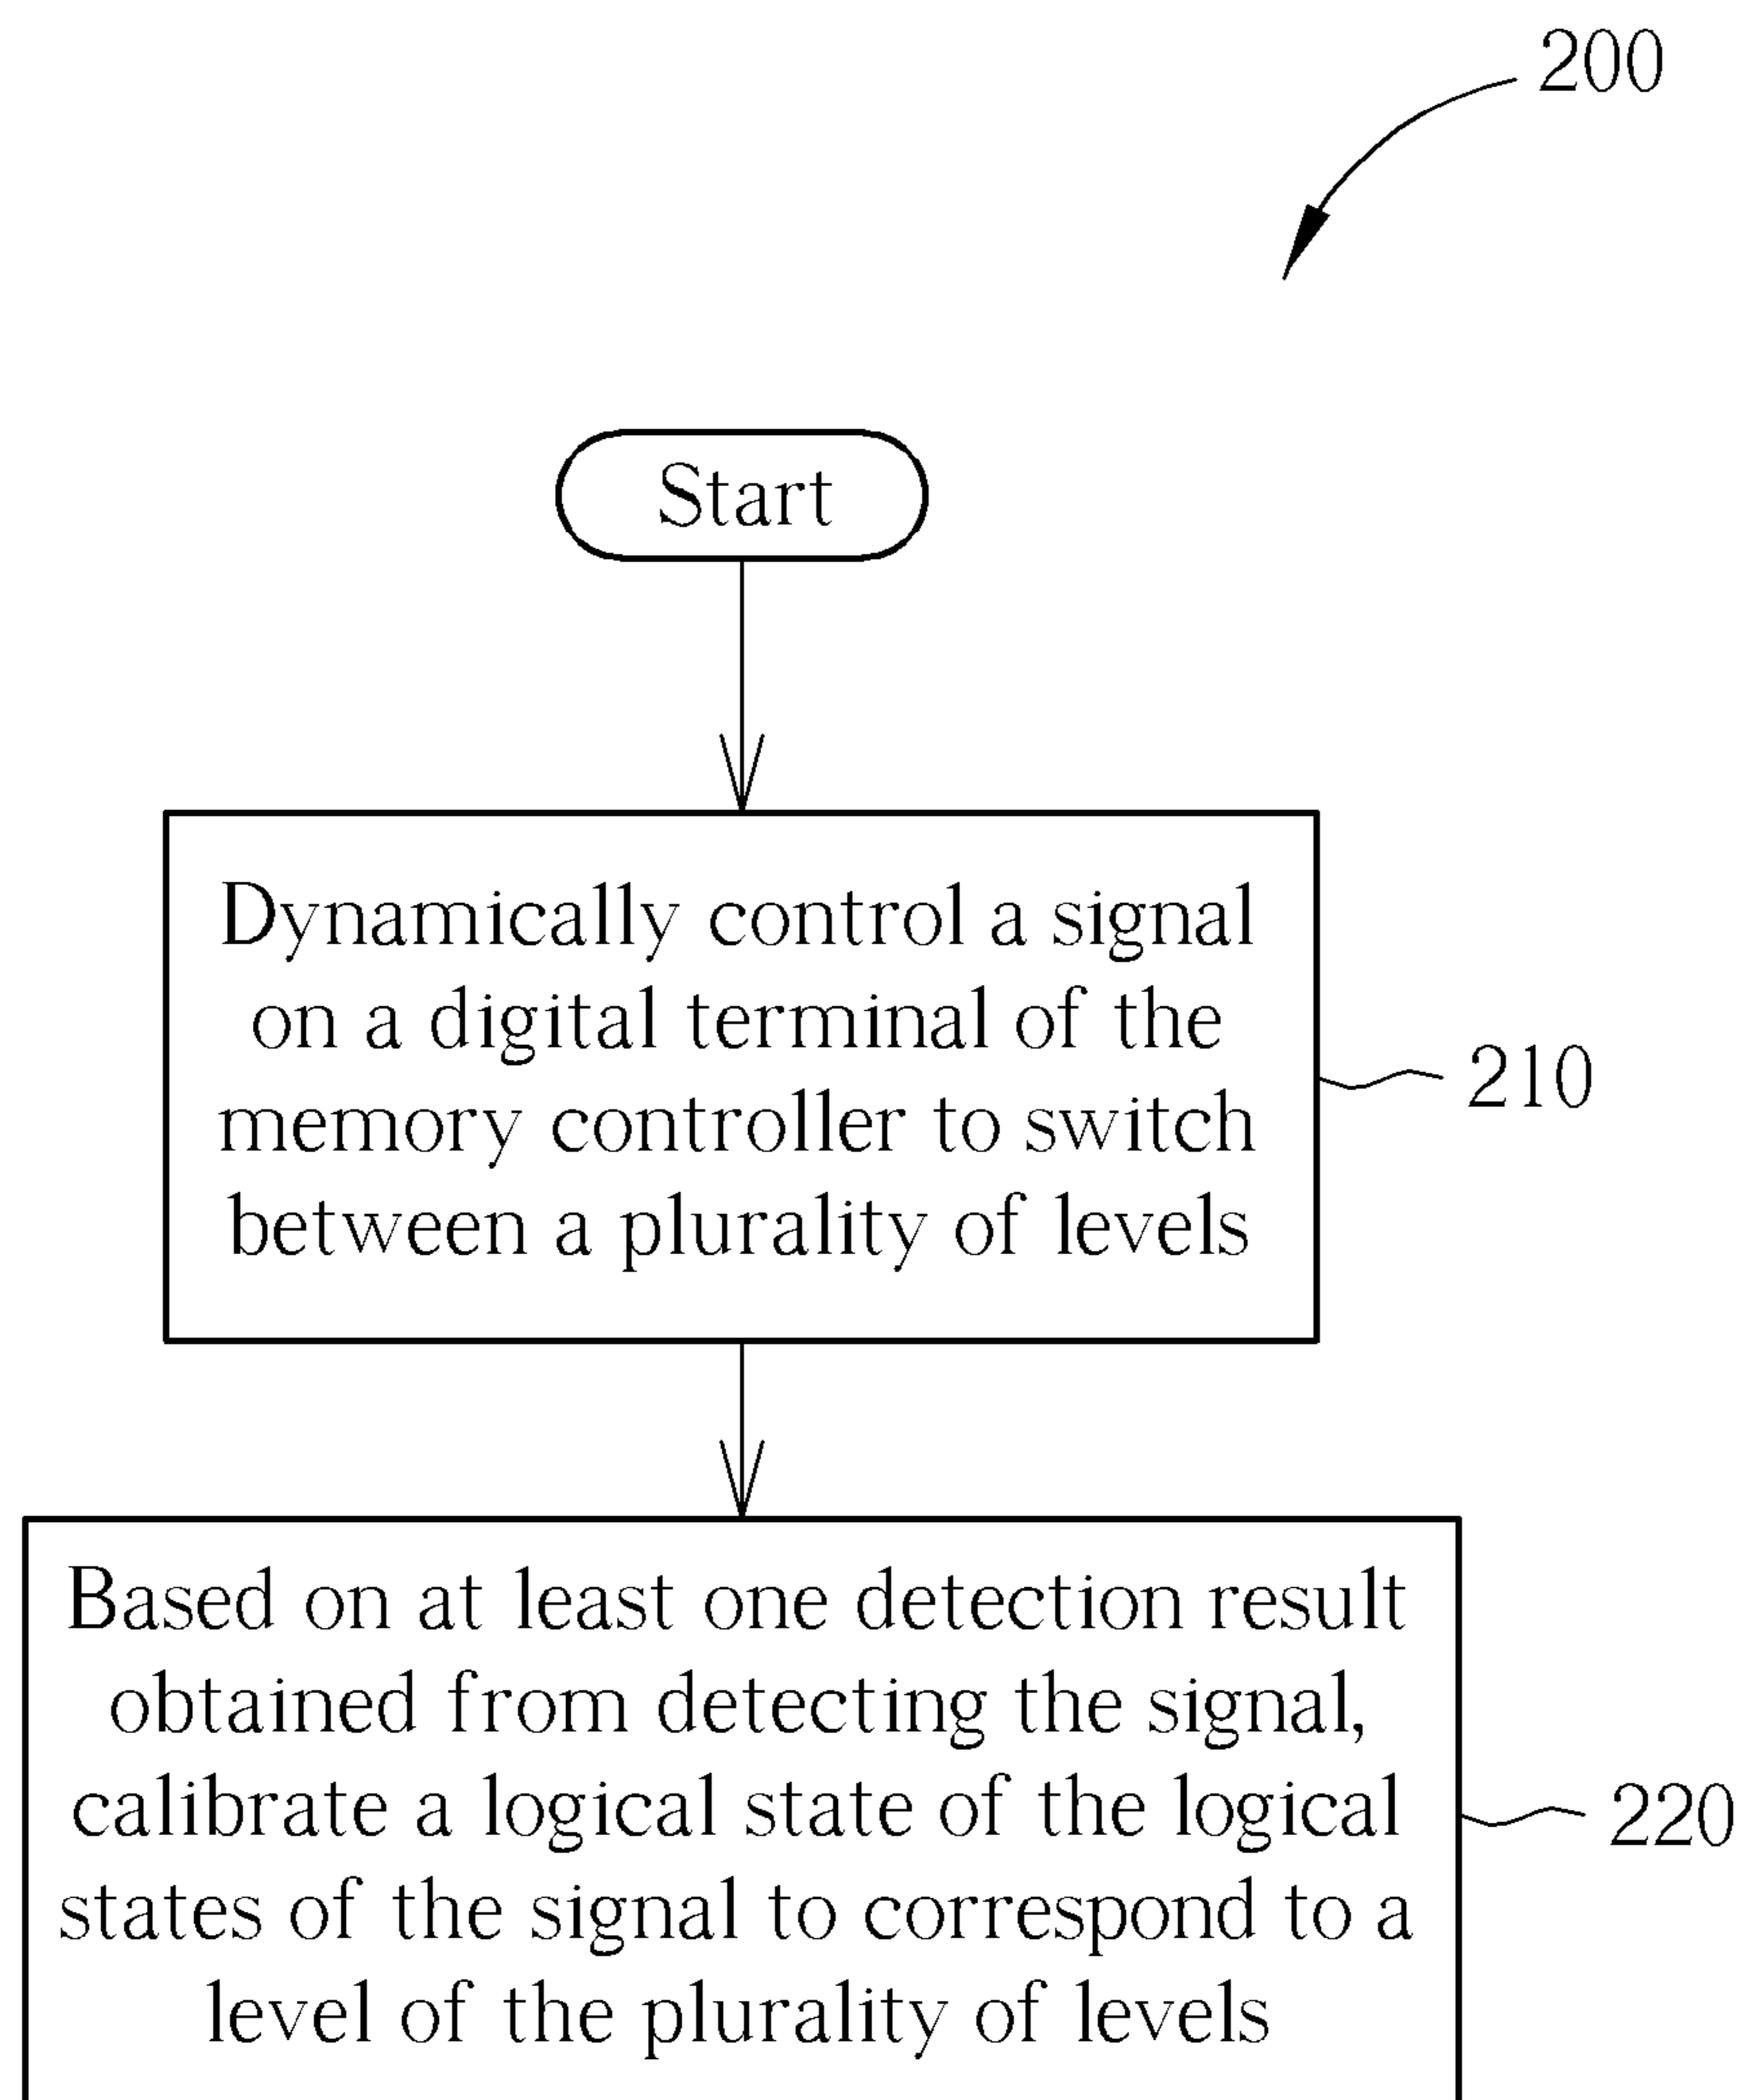 200
Start
Dynamically control a signal
on a digital terminal of the
memory controller to switch
between a plurality of levels
210
Based on at least one detection result
obtained from detecting the signal,
calibrate a logical state of the logical
states of the signal to correspond to a
level of the plurality of levels
220